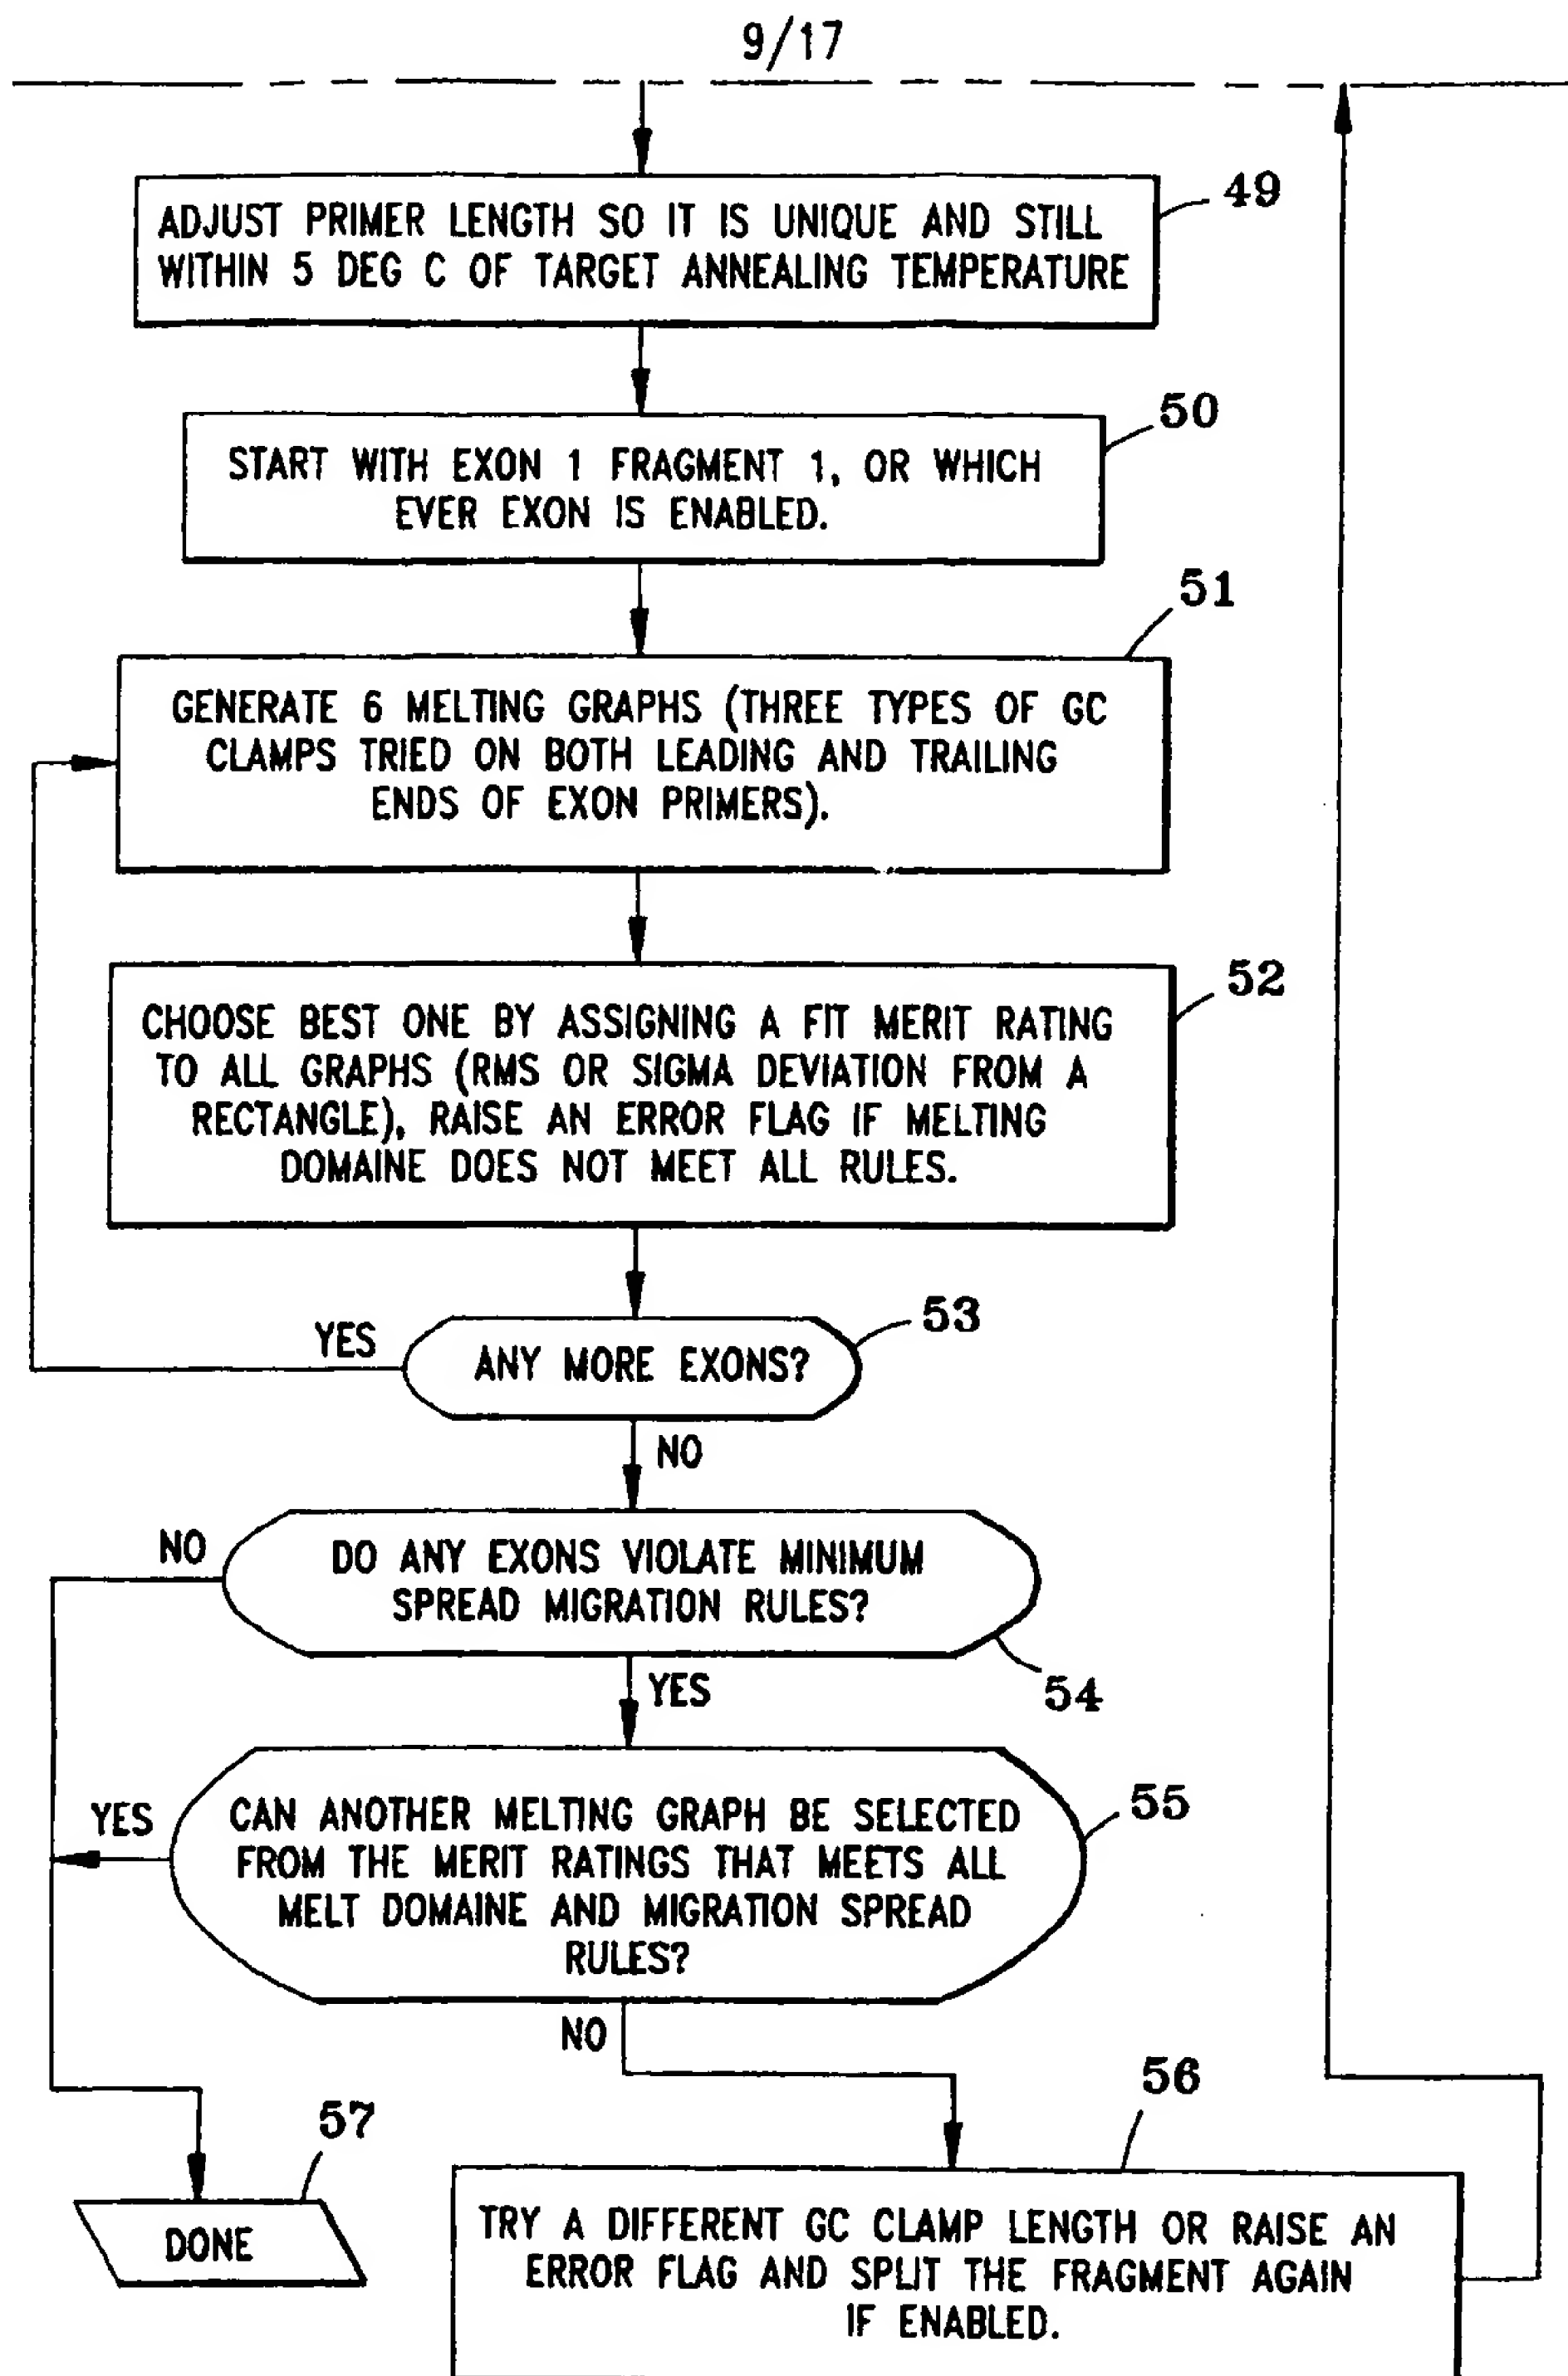 9/17
49
ADJUST PRIMER LENGTH SO IT IS UNIQUE AND STILL
WITHIN 5 DEG C OF TARGET ANNEALING TEMPERATURE
50
START WITH EXON 1 FRAGMENT 1, OR WHICH
EVER EXON IS ENABLED.
51
GENERATE 6 MELTING GRAPHS (THREE TYPES OF GC
CLAMPS TRIED ON BOTH LEADING AND TRAILING
ENDS OF EXON PRIMERS).
52
CHOOSE BEST ONE BY ASSIGNING A FIT MERIT RATING
TO ALL GRAPHS (RMS OR SIGMA DEVIATION FROM A
RECTANGLE), RAISE AN ERROR FLAG IF MELTING
DOMAINE DOES NOT MEET ALL RULES.
53
YES
ANY MORE EXONS?
NO
NO
DO ANY EXONS VIOLATE MINIMUM
SPREAD MIGRATION RULES?
54
YES
55
YES
CAN ANOTHER MELTING GRAPH BE SELECTED
FROM THE MERIT RATINGS THAT MEETS ALL
MELT DOMAINE AND MIGRATION SPREAD
RULES?
NO
56
57
DONE
TRY A DIFFERENT GC CLAMP LENGTH OR RAISE AN
ERROR FLAG AND SPLIT THE FRAGMENT AGAIN
IF ENABLED.